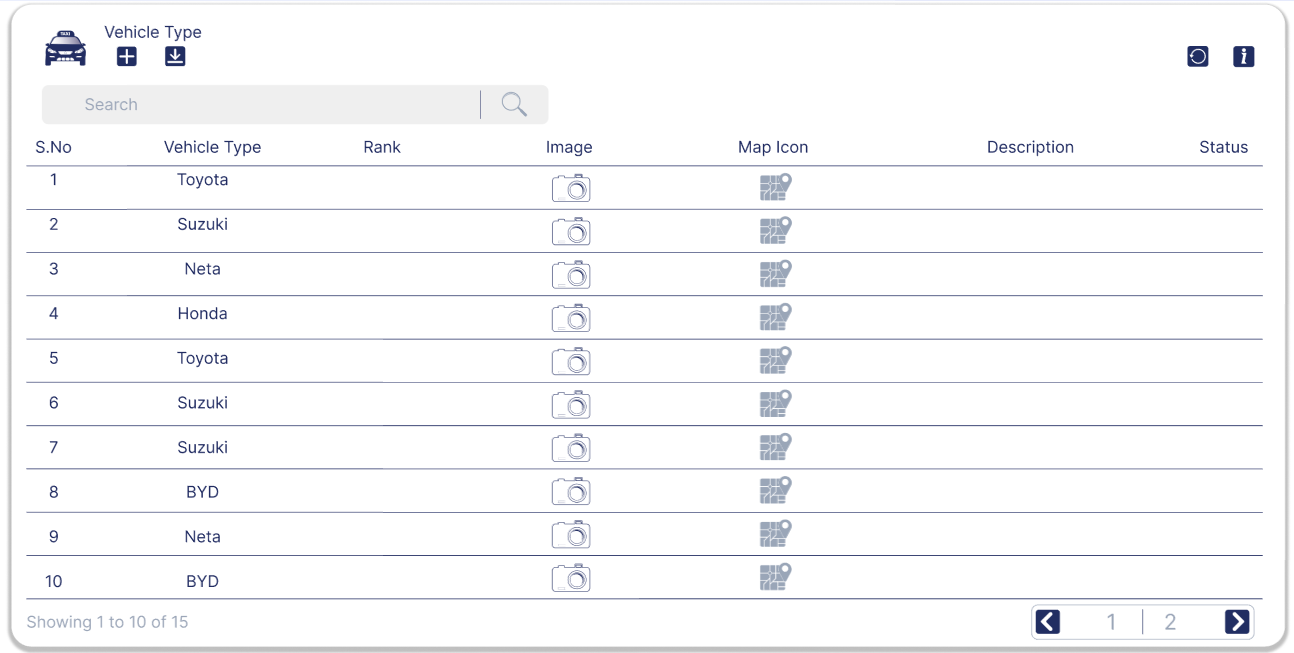 TAXI
Vehicle Type
Search
S.No Vehicle Type Rank Image Map Icon Description Status
1 Toyota
2 Suzuki
3 Neta
4 Honda
5 Toyota
6 Suzuki
7 Suzuki
8 BYD
9 Neta
10 BYD
Showing 1 to 10 of 15
1 2